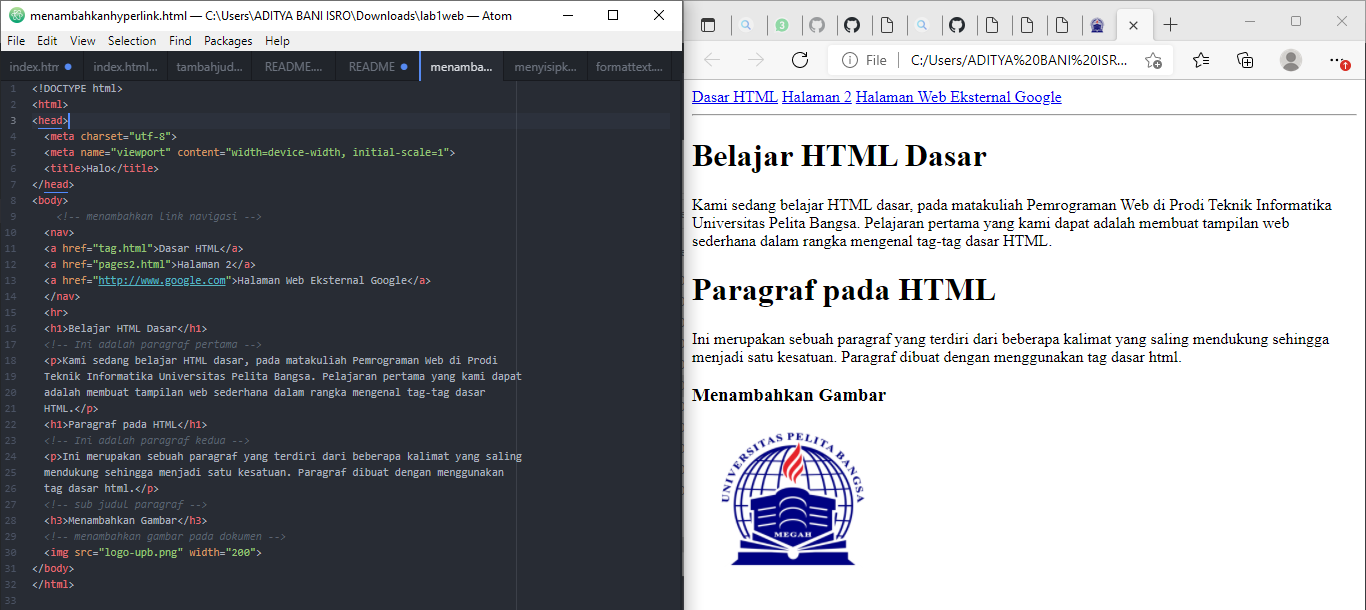 menambahkanhyperlink.html — C:\Users\ADITYA BANI ISRO\Downloads\lab1web — Atom
File Edit View Selection Find Packages Help
index.htm index.html... tambahjud... README.... README menamba... menyisipk... formattext....
1 <!DOCTYPE html>
2 <html>
3 <head>
4 <meta charset="utf-8">
5 <meta name="viewport" content="width=device-width, initial-scale=1">
6 <title>Halo</title>
7 </head>
8 <body>
9 <!-- menambahkan link navigasi -->
10 <nav>
11 <a href="tag.html">Dasar HTML</a>
12 <a href="pages2.html">Halaman 2</a>
13 <a href="http://www.google.com">Halaman Web Eksternal Google</a>
14 </nav>
15 <hr>
16 <h1>Belajar HTML Dasar</h1>
17 <!-- Ini adalah paragraf pertama -->
18 <p>Kami sedang belajar HTML dasar, pada matakuliah Pemrograman Web di Prodi
19 Teknik Informatika Universitas Pelita Bangsa. Pelajaran pertama yang kami dapat
20 adalah membuat tampilan web sederhana dalam rangka mengenal tag-tag dasar
21 HTML.</p>
22 <h1>Paragraf pada HTML</h1>
23 <!-- Ini adalah paragraf kedua -->
24 <p>Ini merupakan sebuah paragraf yang terdiri dari beberapa kalimat yang saling
25 mendukung sehingga menjadi satu kesatuan. Paragraf dibuat dengan menggunakan
26 tag dasar html.</p>
27 <!-- sub judul paragraf -->
28 <h3>Menambahkan Gambar</h3>
29 <!-- menambahkan gambar pada dokumen -->
30 <img src="logo-upb.png" width="200">
31 </body>
32 </html>
33
3
File C:/Users/ADITYA%20BANI%20ISR...
Dasar HTML Halaman 2 Halaman Web Eksternal Google
Belajar HTML Dasar
Kami sedang belajar HTML dasar, pada matakuliah Pemrograman Web di Prodi Teknik Informatika
Universitas Pelita Bangsa. Pelajaran pertama yang kami dapat adalah membuat tampilan web
sederhana dalam rangka mengenal tag-tag dasar HTML.
Paragraf pada HTML
Ini merupakan sebuah paragraf yang terdiri dari beberapa kalimat yang saling mendukung sehingga
menjadi satu kesatuan. Paragraf dibuat dengan menggunakan tag dasar html.
Menambahkan Gambar
UNIVERSITAS PELITA BANGSA
MEGAH